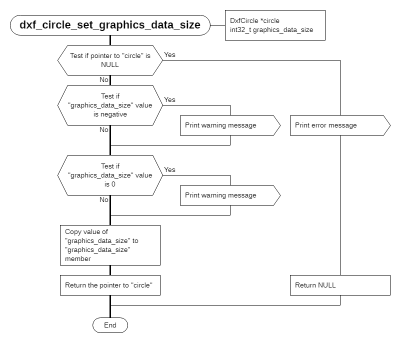 dxf_circle_set_graphics_data_size
DxfCircle *circle
int32_t graphics_data_size
Test if pointer to "circle" is
NULL
Yes
No
Test if
"graphics_data_size" value
is negative
Yes
Print warning message
Print error message
No
Test if
"graphics_data_size" value
is 0
Yes
Print warning message
No
Copy value of
"graphics_data_size" to
"graphics_data_size"
member
Return the pointer to "circle"
Return NULL
End